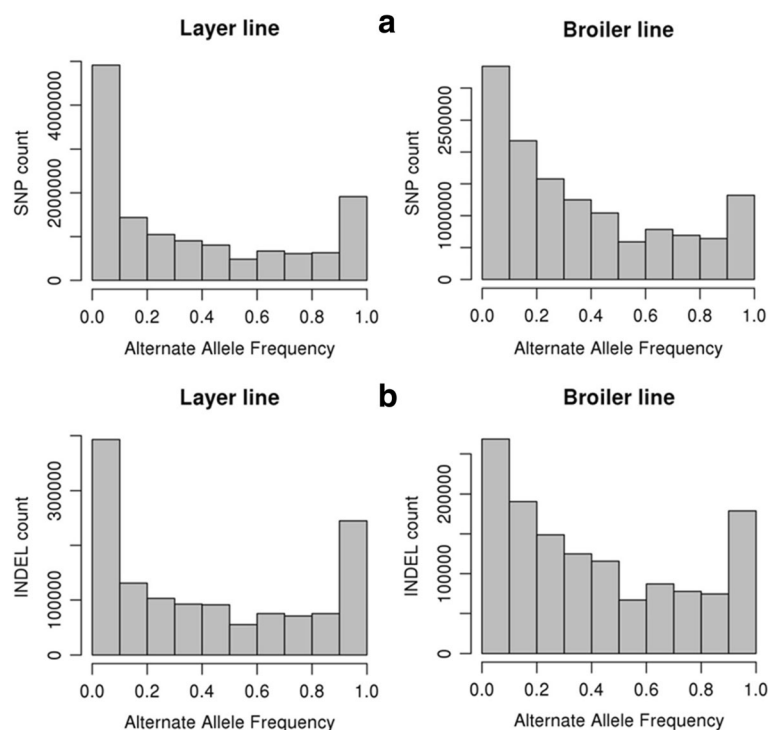 a
Layer line
SNP count
0
2000000
4000000
0.0 0.2 0.4 0.6 0.8 1.0
Alternate Allele Frequency
Broiler line
SNP count
0
1000000
2500000
0.0 0.2 0.4 0.6 0.8 1.0
Alternate Allele Frequency
b
Layer line
INDEL count
0
100000
300000
0.0 0.2 0.4 0.6 0.8 1.0
Alternate Allele Frequency
Broiler line
INDEL count
0
100000
200000
0.0 0.2 0.4 0.6 0.8 1.0
Alternate Allele Frequency